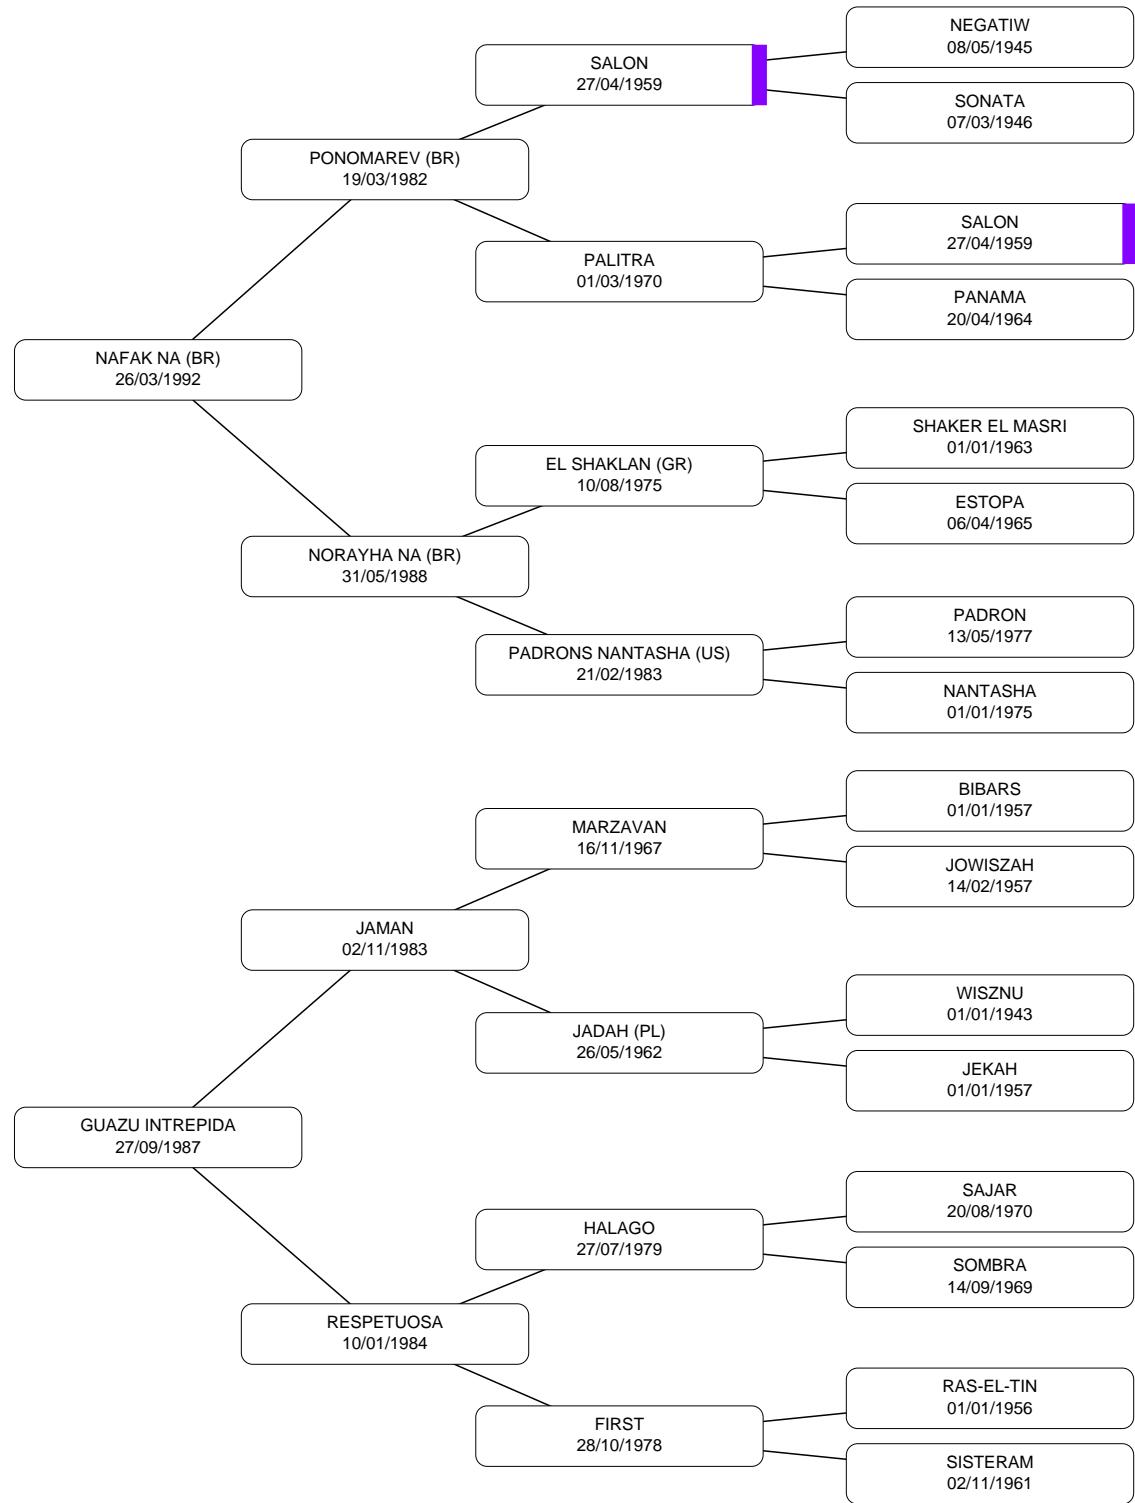 NEGATIW
08/05/1945
SALON
27/04/1959
SONATA
07/03/1946
PONOMAREV (BR)
19/03/1982
SALON
27/04/1959
PALITRA
01/03/1970
PANAMA
20/04/1964
NAFAK NA (BR)
26/03/1992
SHAKER EL MASRI
01/01/1963
EL SHAKLAN (GR)
10/08/1975
ESTOPA
06/04/1965
NORAYHA NA (BR)
31/05/1988
PADRON
13/05/1977
PADRONS NANTASHA (US)
21/02/1983
NANTASHA
01/01/1975
BIBARS
01/01/1957
MARZAVAN
16/11/1967
JOWISZAH
14/02/1957
JAMAN
02/11/1983
WISZNU
01/01/1943
JADAH (PL)
26/05/1962
JEKAH
01/01/1957
GUAZU INTREPIDA
27/09/1987
SAJAR
20/08/1970
HALAGO
27/07/1979
SOMBRA
14/09/1969
RESPETUOSA
10/01/1984
RAS-EL-TIN
01/01/1956
FIRST
28/10/1978
SISTERAM
02/11/1961